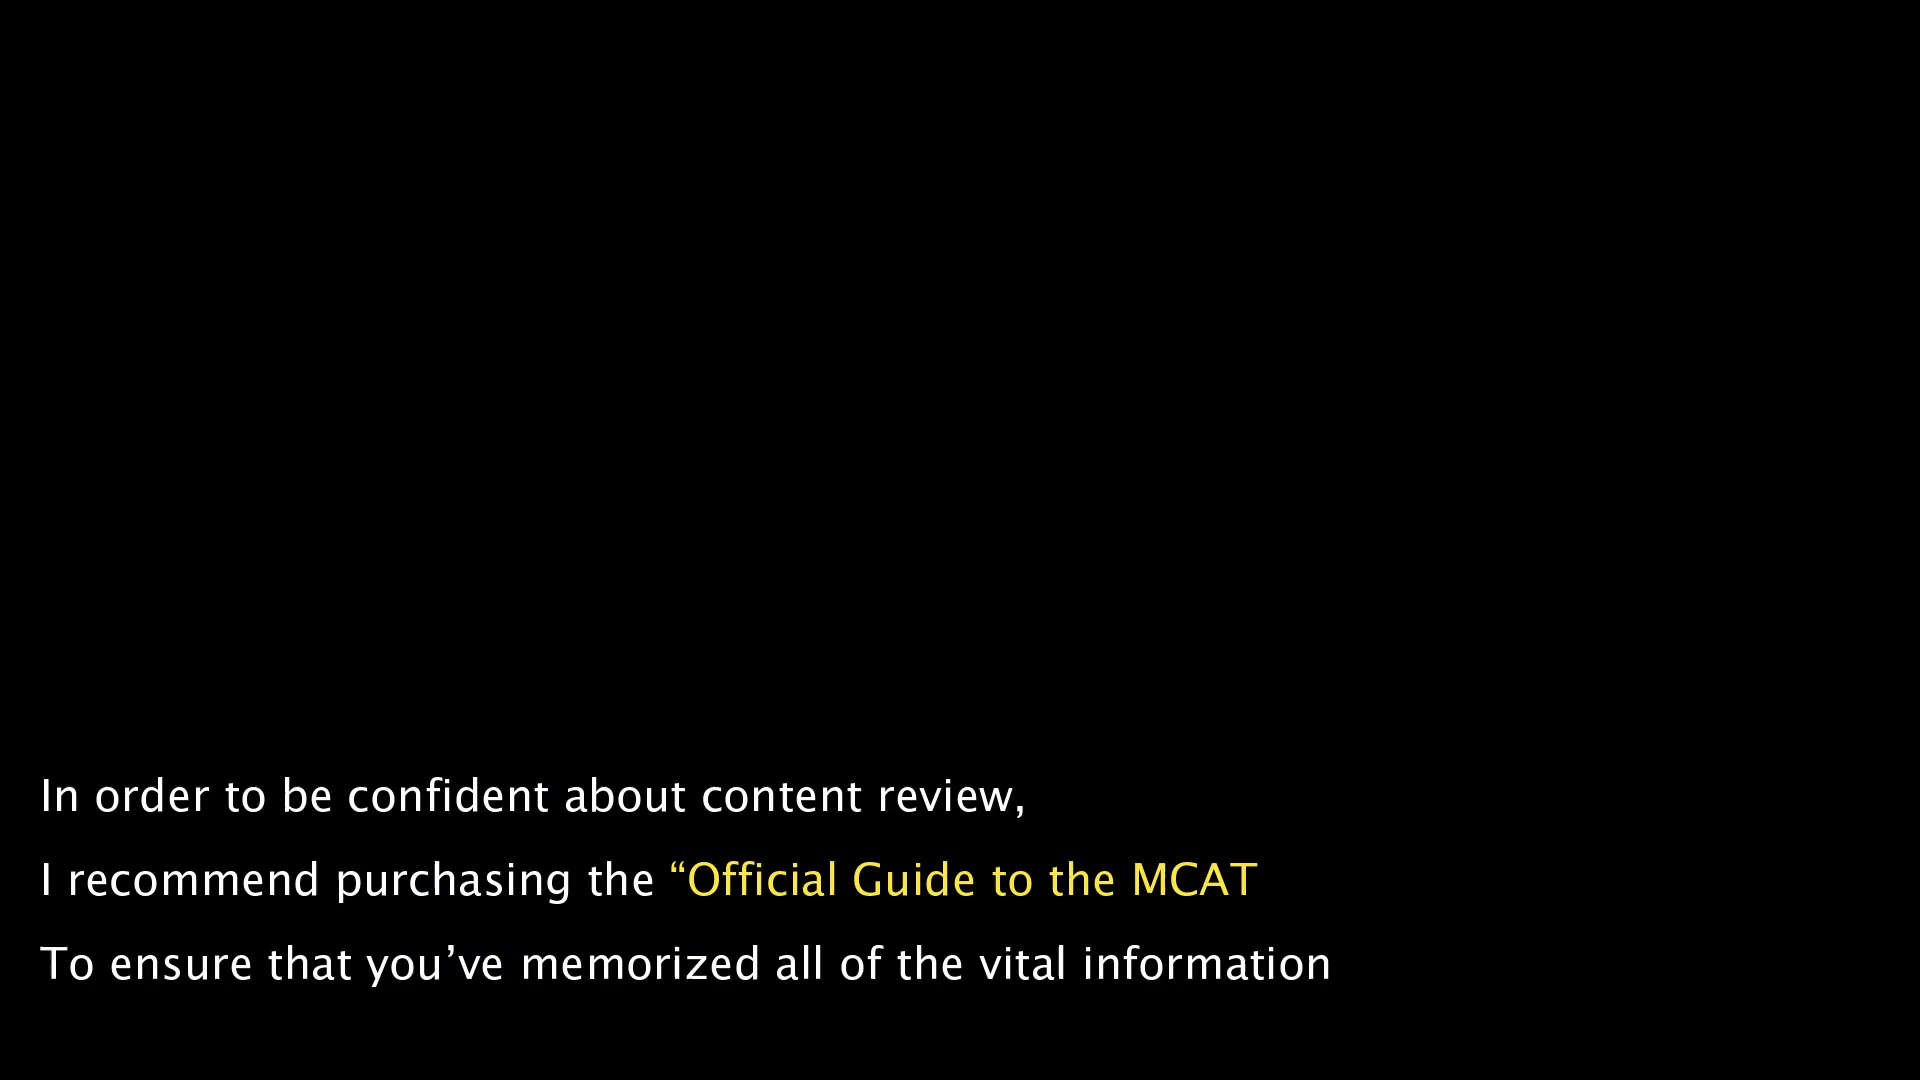 In order to be confident about content review,
I recommend purchasing the “Official Guide to the MCAT
To ensure that you’ve memorized all of the vital information